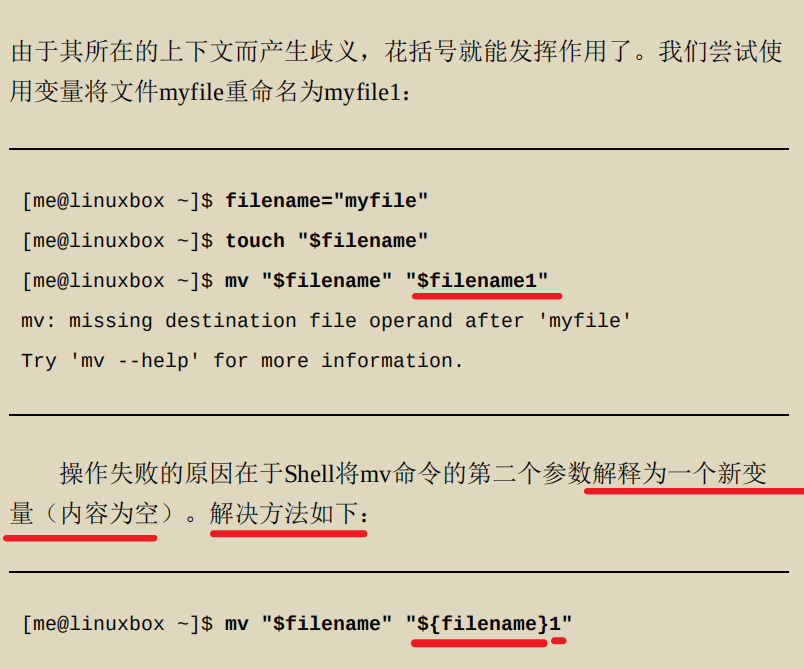 由于其所在的上下文而产生歧义，花括号就能发挥作用了。我们尝试使
用变量将文件myfile重命名为myfile1：
[me@linuxbox ~]$ filename="myfile"
[me@linuxbox ~]$ touch "$filename"
[me@linuxbox ~]$ mv "$filename" "$filename1"
mv: missing destination file operand after 'myfile'
Try 'mv --help' for more information.
操作失败的原因在于Shell将mv命令的第二个参数解释为一个新变
量（内容为空）。解决方法如下：
[me@linuxbox ~]$ mv "$filename" "${filename}1"